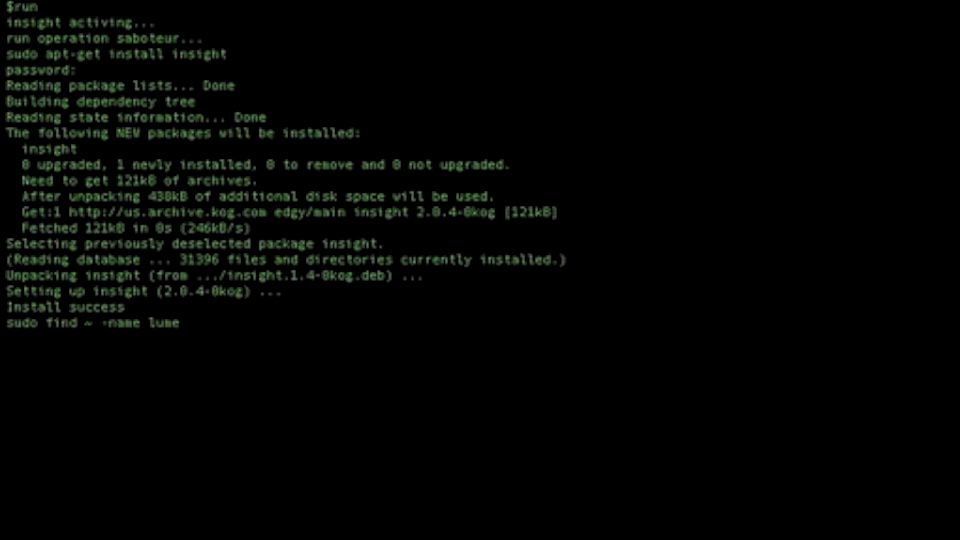 $run
insight activing...
run operation saboteur...
sudo apt-get install insight
password:
Reading package lists... Done
Building dependency tree
Reading state information... Done
The following NEW packages will be installed:
insight
0 upgraded, 1 newly installed, 0 to remove and 0 not upgraded.
Need to get 121kB of archives.
After unpacking 438kB of additional disk space will be used.
Get:1 http://us.archive.kog.com edgy/main insight 2.0.4-0kog [121kB]
Fetched 121kB in 0s (246kB/s)
Selecting previously deselected package insight.
(Reading database ... 31396 files and directories currently installed.)
Unpacking insight (from .../insight.1.4-0kog.deb) ...
Setting up insight (2.0.4-0kog) ...
Install success
sudo find ~ -name lume